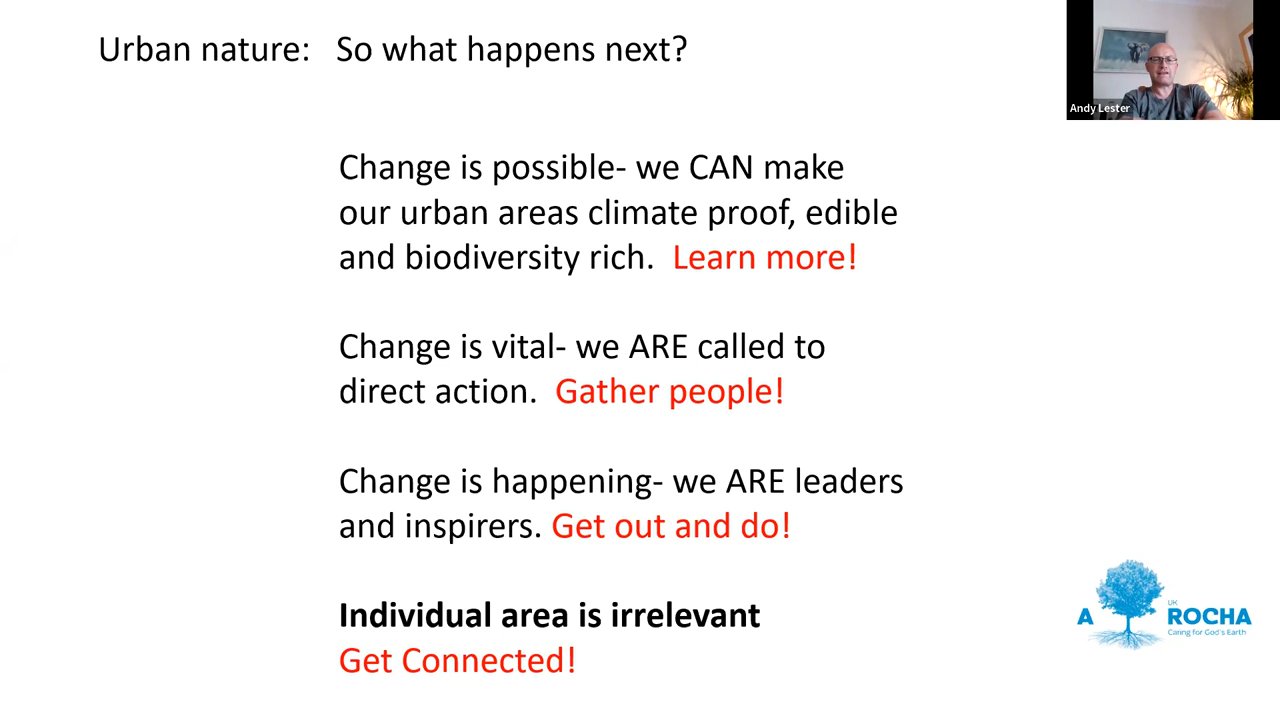 Urban nature: So what happens next?
Andy Lester
Change is possible- we CAN make
our urban areas climate proof, edible
and biodiversity rich. Learn more!
Change is vital- we ARE called to
direct action. Gather people!
Change is happening- we ARE leaders
and inspirers. Get out and do!
Individual area is irrelevant
Get Connected!
UK
A ROCHA
Caring for God's Earth